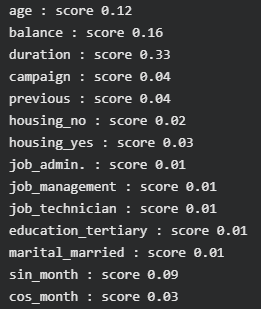 age : score 0.12
balance : score 0.16
duration : score 0.33
campaign : score 0.04
previous : score 0.04
housing_no : score 0.02
housing_yes : score 0.03
job_admin. : score 0.01
job_management : score 0.01
job_technician : score 0.01
education_tertiary : score 0.01
marital_married : score 0.01
sin_month : score 0.09
cos_month : score 0.03